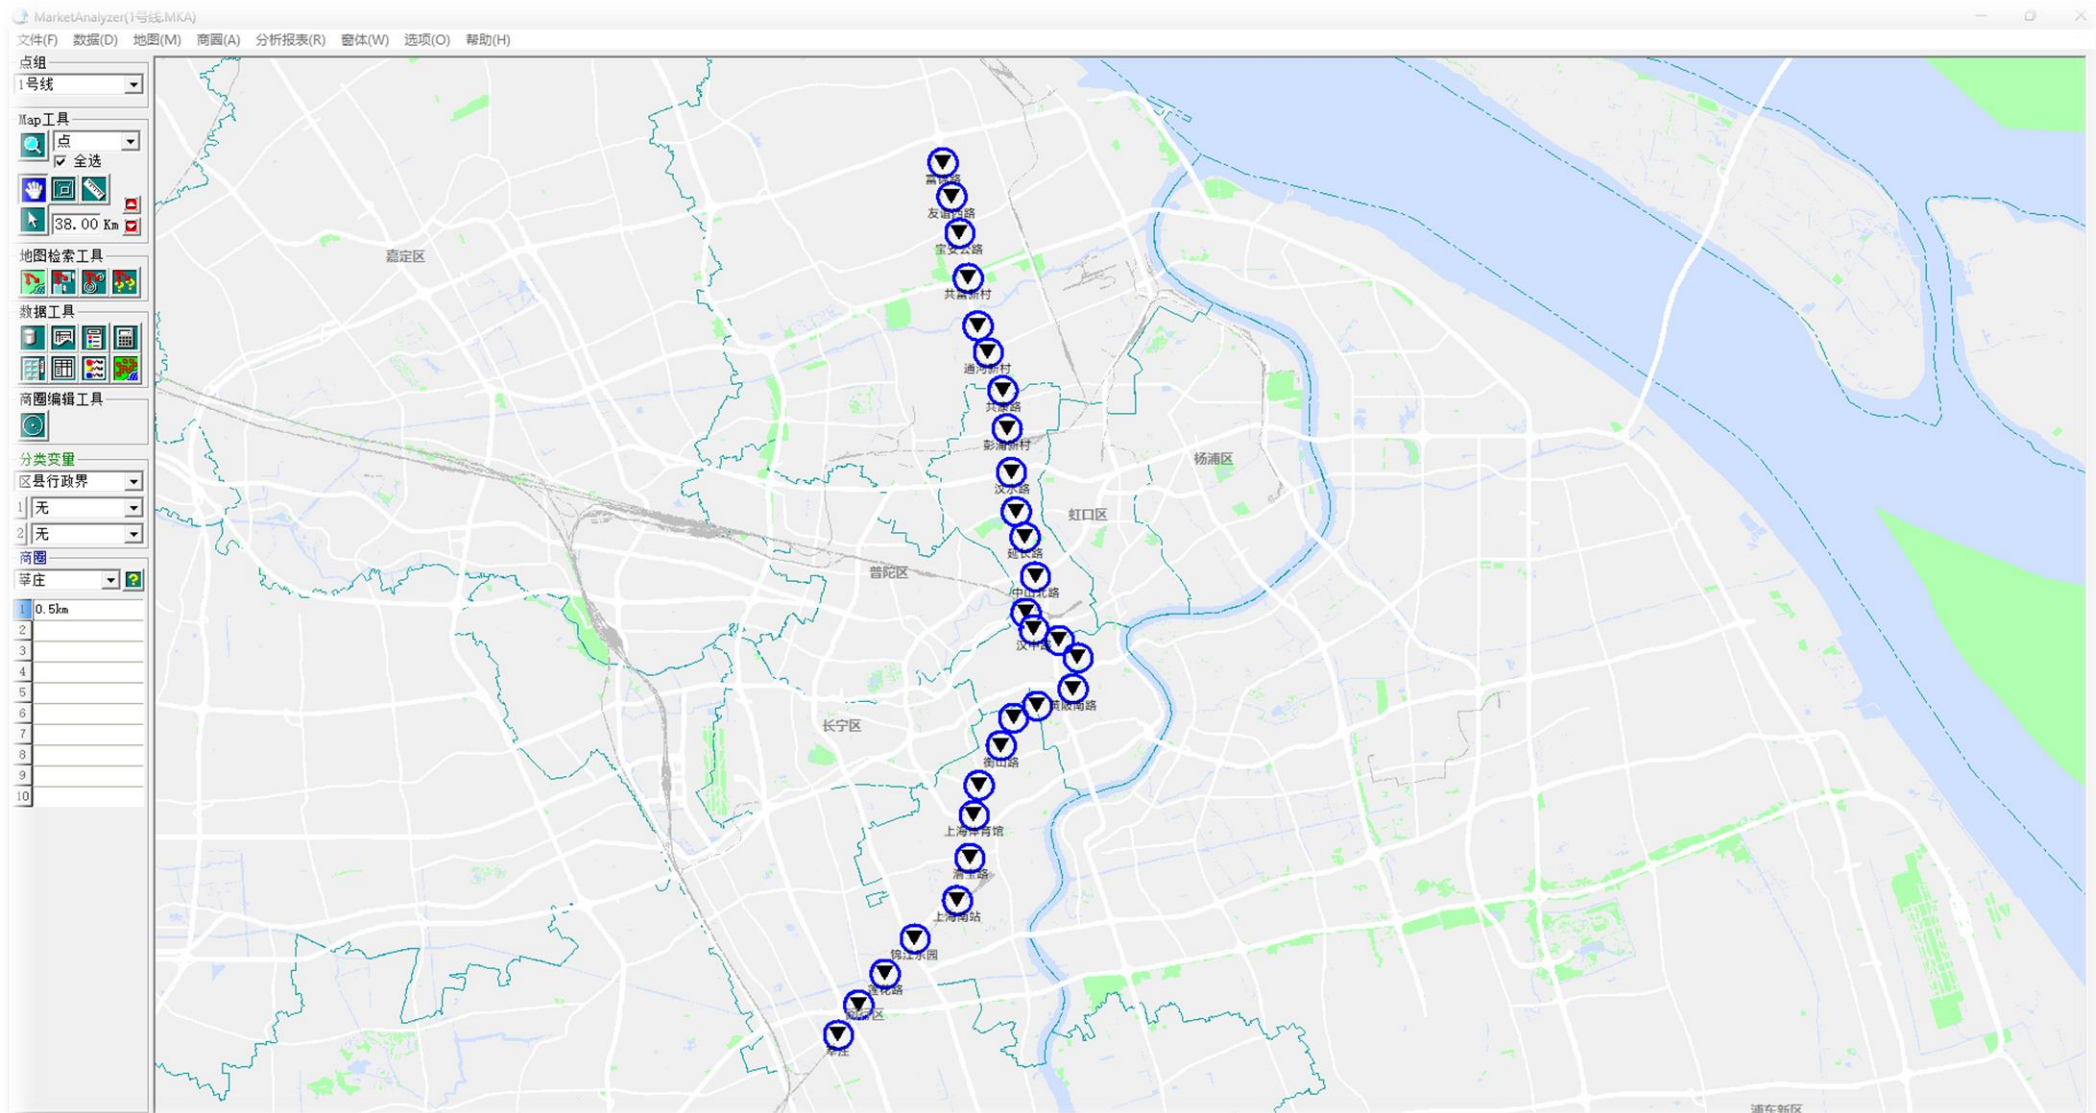 MarketAnalyzer(1号线.MKA)
文件(F) 数据(D) 地图(M) 商圈(A) 分析报表(R) 窗体(W) 选项(O) 帮助(H)
点组
1号线
Map工具
点
全选
38.00 Km
地图检索工具
数据工具
商圈编辑工具
分类变量
区县行政界
1 无
2 无
商圈
莘庄
?
1 0.5km
2
3
4
5
6
7
8
9
10
友谊西路
宝安公路
嘉定区
共富新村
通河新村
共康路
彭浦新村
杨浦区
汶水路
虹口区
延长路
普陀区
中山北路
汉中路
黄陂南路
长宁区
衡山路
上海体育馆
漕宝路
上海南站
锦江乐园
莲花路
莘庄
浦东新区